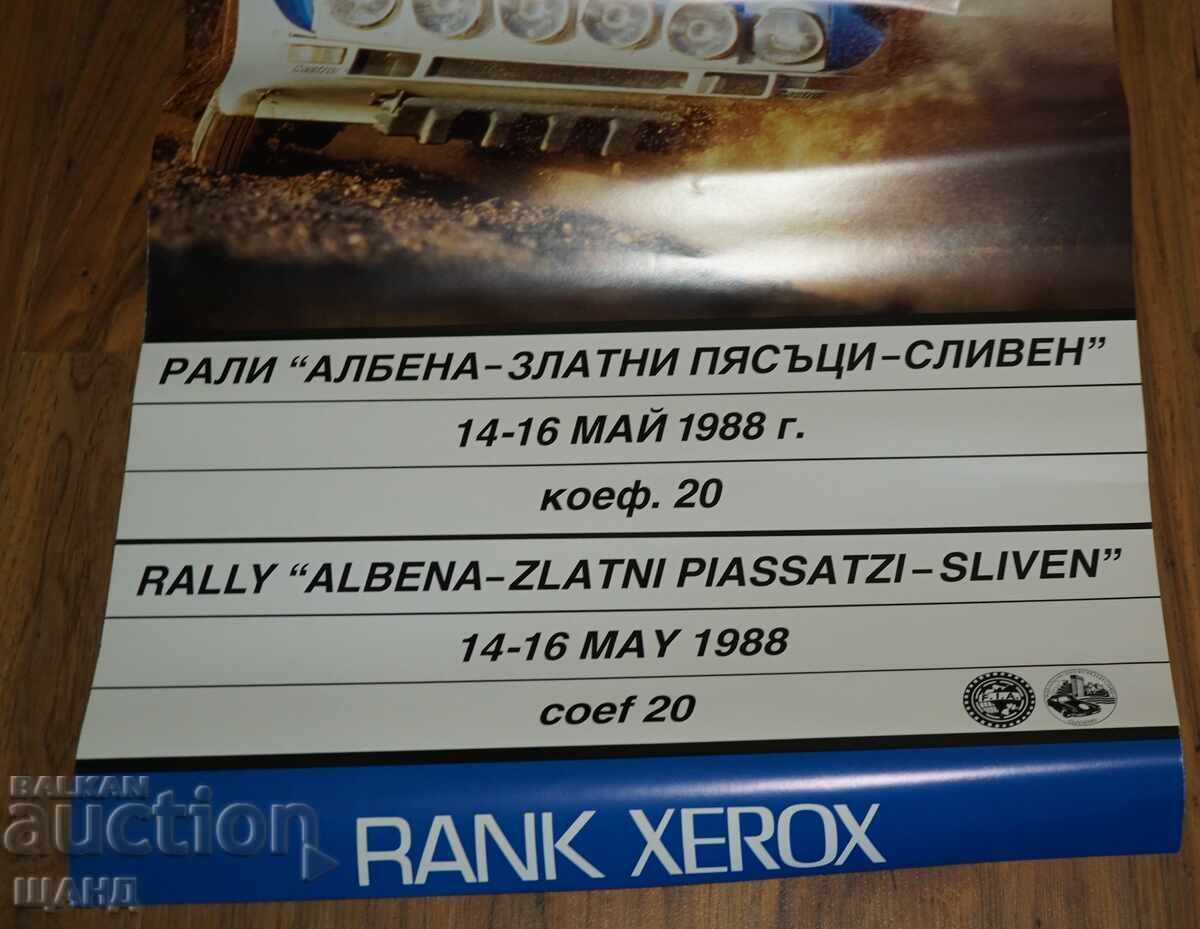 РАЛИ “АЛБЕНА–ЗЛАТНИ ПЯСЪЦИ–СЛИВЕН”
14-16 МАЙ 1988 г.
коеф. 20
RALLY “ALBENA–ZLATNI PIASSATZI–SLIVEN”
14-16 MAY 1988
coef 20
FIA
RANK XEROX
BALKAN
auction
ЩАНД